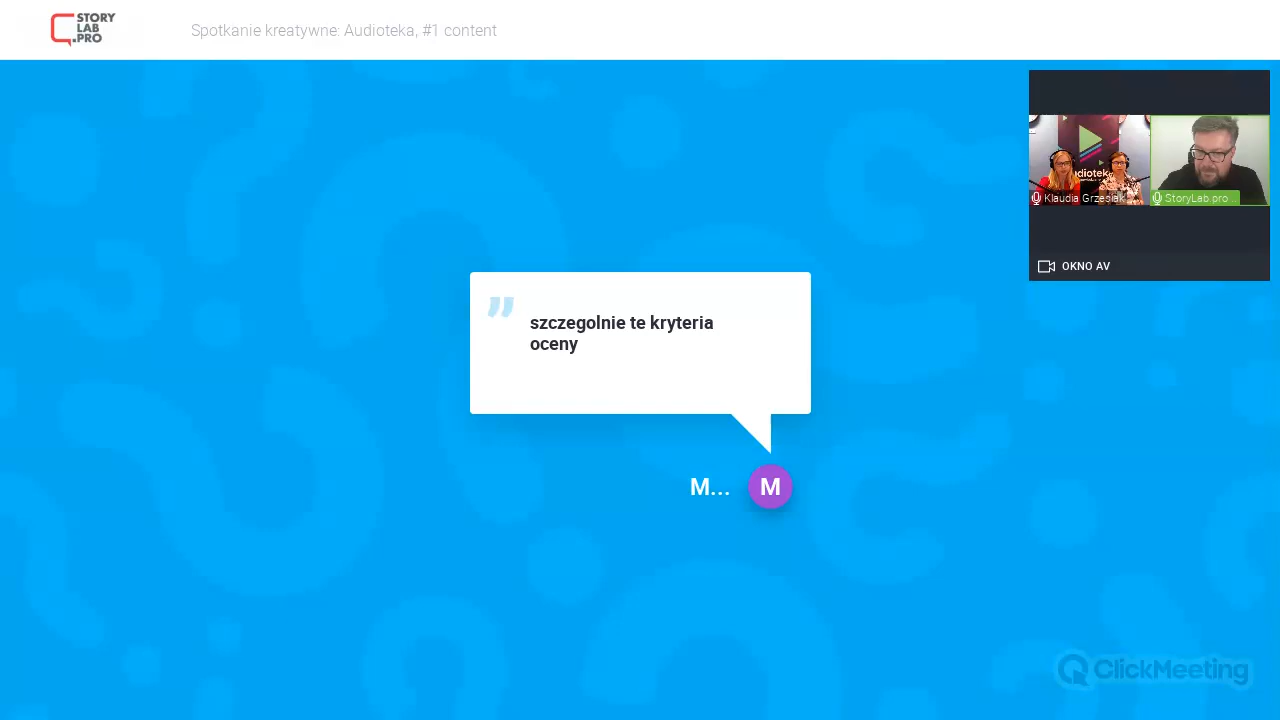 STORY
LAB
.PRO
Spotkanie kreatywne: Audioteka, #1 content
Klaudia Grzesiak
StoryLab.pro ...
OKNO AV
szczegolnie te kryteria
oceny
M...
M
ClickMeeting